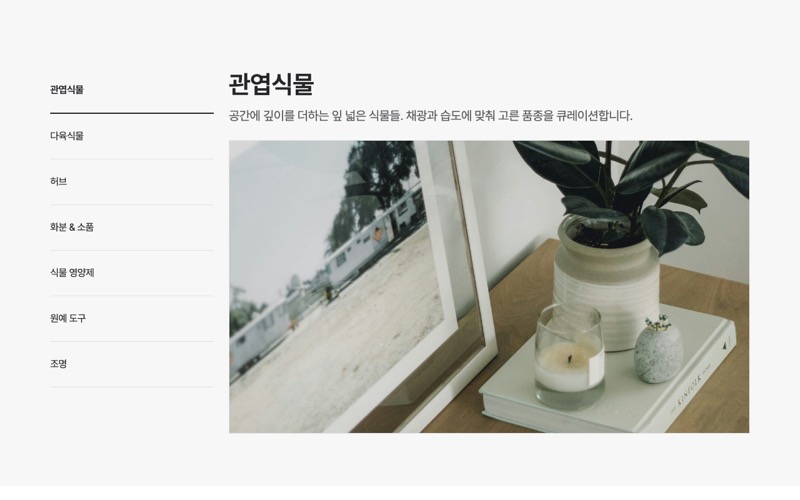 관엽식물
다육식물
허브
화분 & 소품
식물 영양제
원예 도구
조명
관엽식물
공간에 깊이를 더하는 잎 넓은 식물들. 채광과 습도에 맞춰 고른 품종을 큐레이션합니다.
KINFOLK